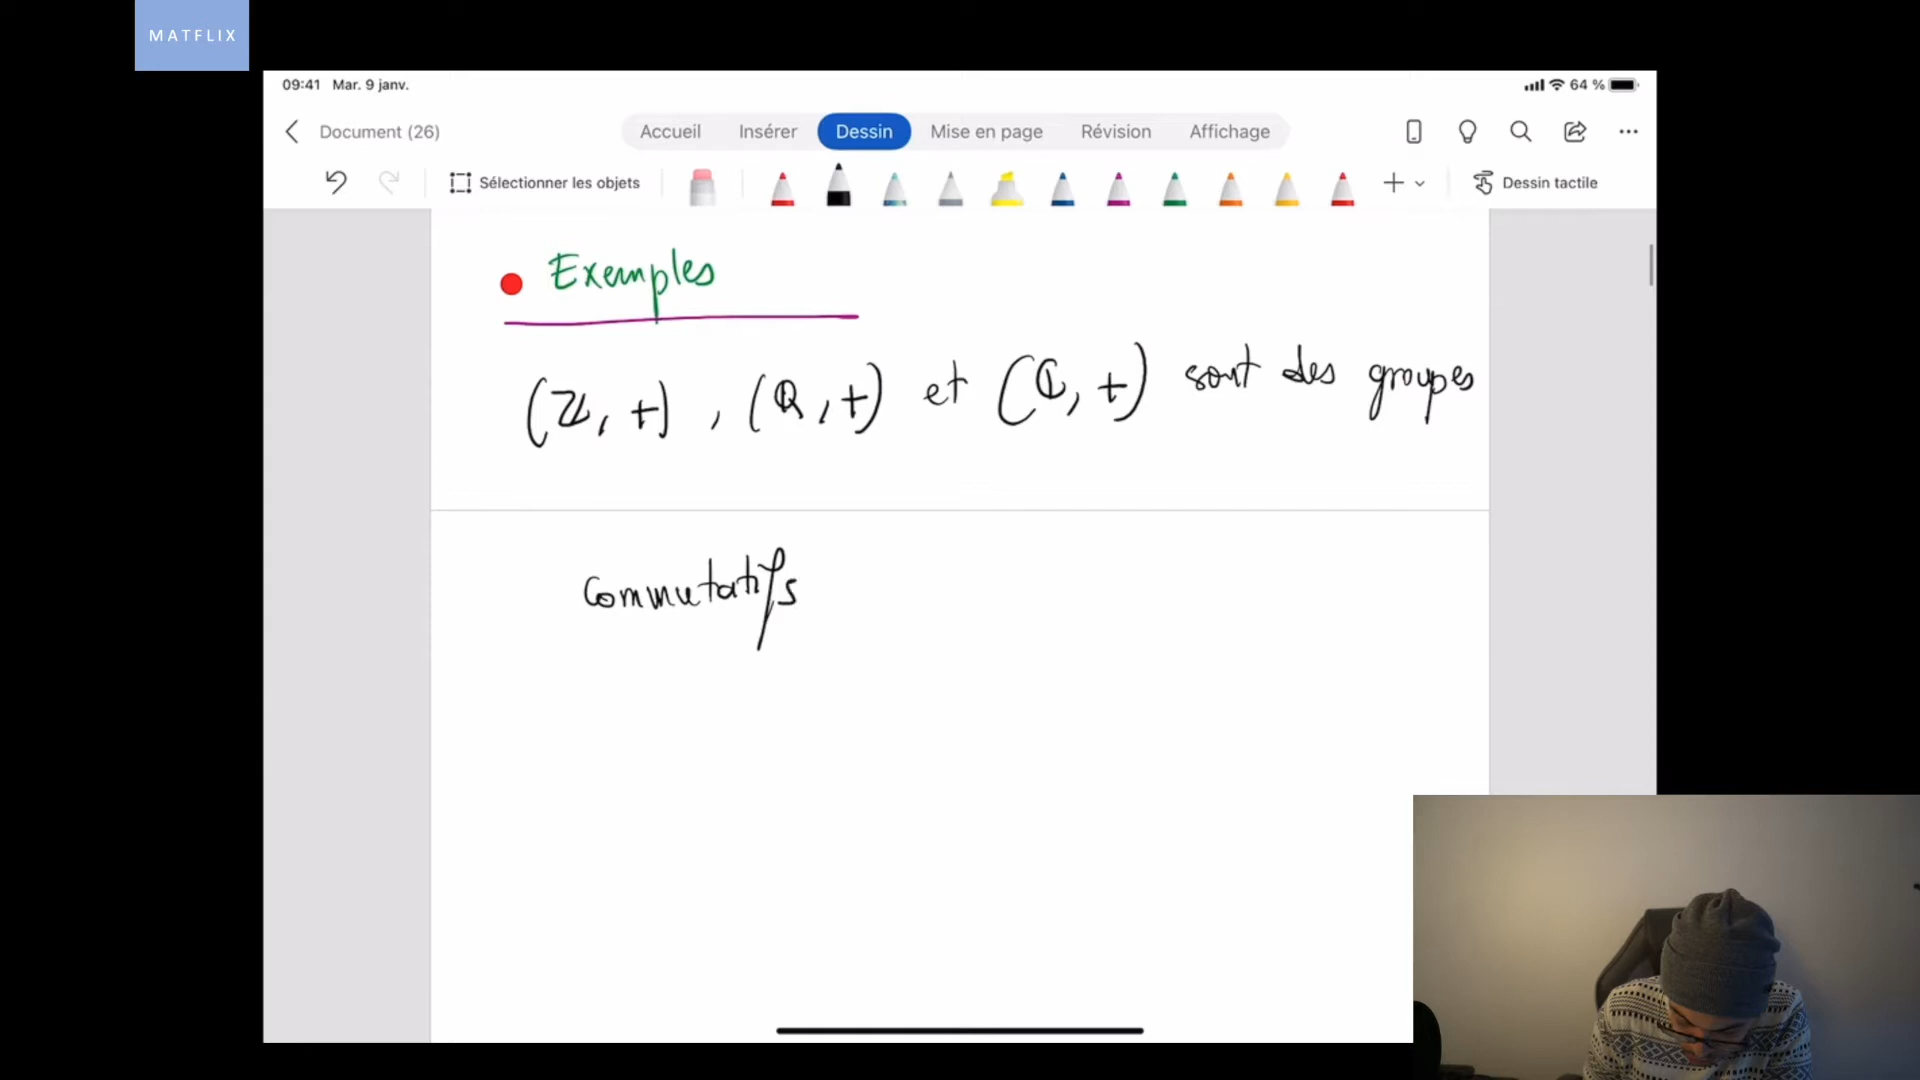 MATFLIX
09:41 Mar. 9 janv.
64 %
Document (26)
Accueil Insérer Dessin Mise en page Révision Affichage
Sélectionner les objets
Dessin tactile
Exemples
(ℤ, +), (ℚ, +) et (ℂ, +) sont des groupes
Commutatifs